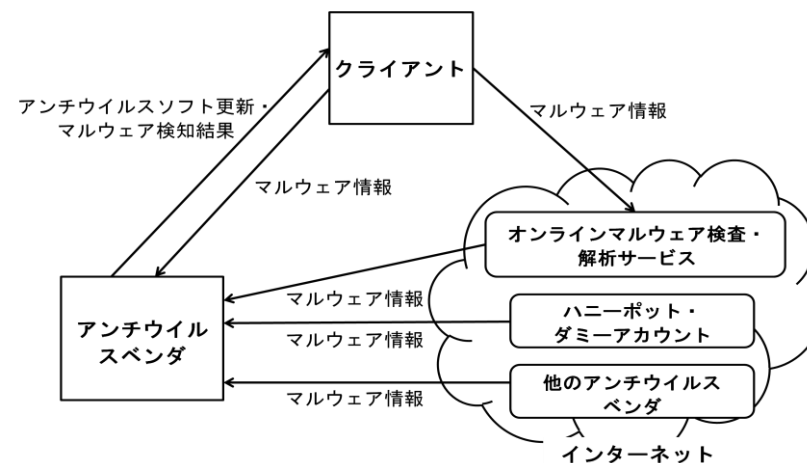 クライアント
アンチウイルスソフト更新・
マルウェア検知結果
マルウェア情報
マルウェア情報
オンラインマルウェア検査・
解析サービス
マルウェア情報
ハニーポット・
ダミーアカウント
マルウェア情報
アンチウイル
スベンダ
他のアンチウイルス
ベンダ
マルウェア情報
インターネット